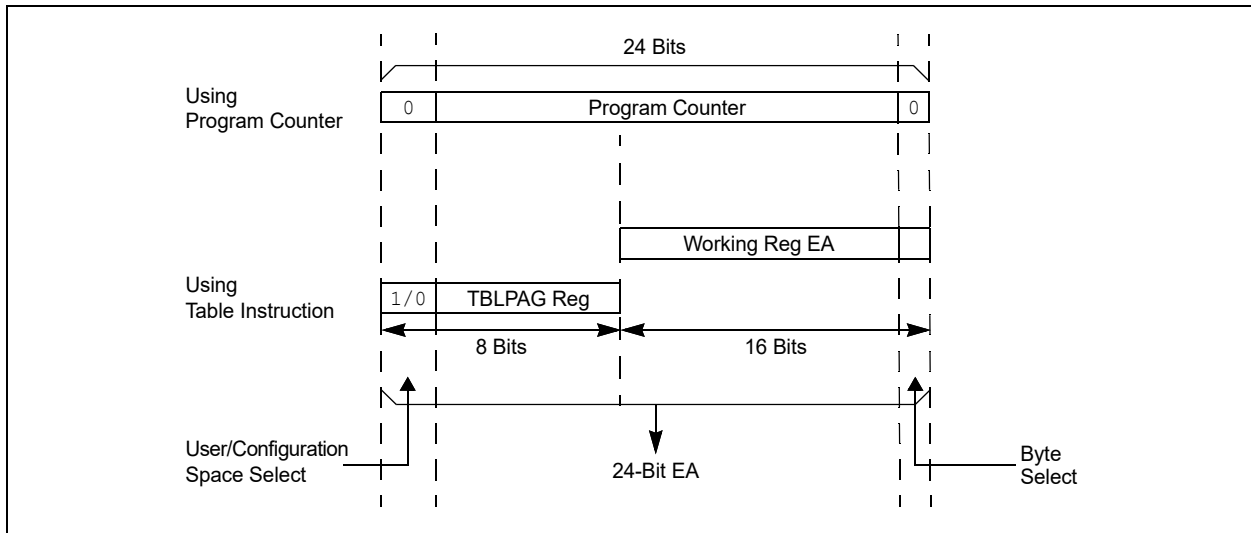 24 Bits
Using
Program Counter
0
Program Counter
0
Working Reg EA
Using
Table Instruction
1/0
TBLPAG Reg
8 Bits
16 Bits
User/Configuration
Space Select
24-Bit EA
Byte
Select